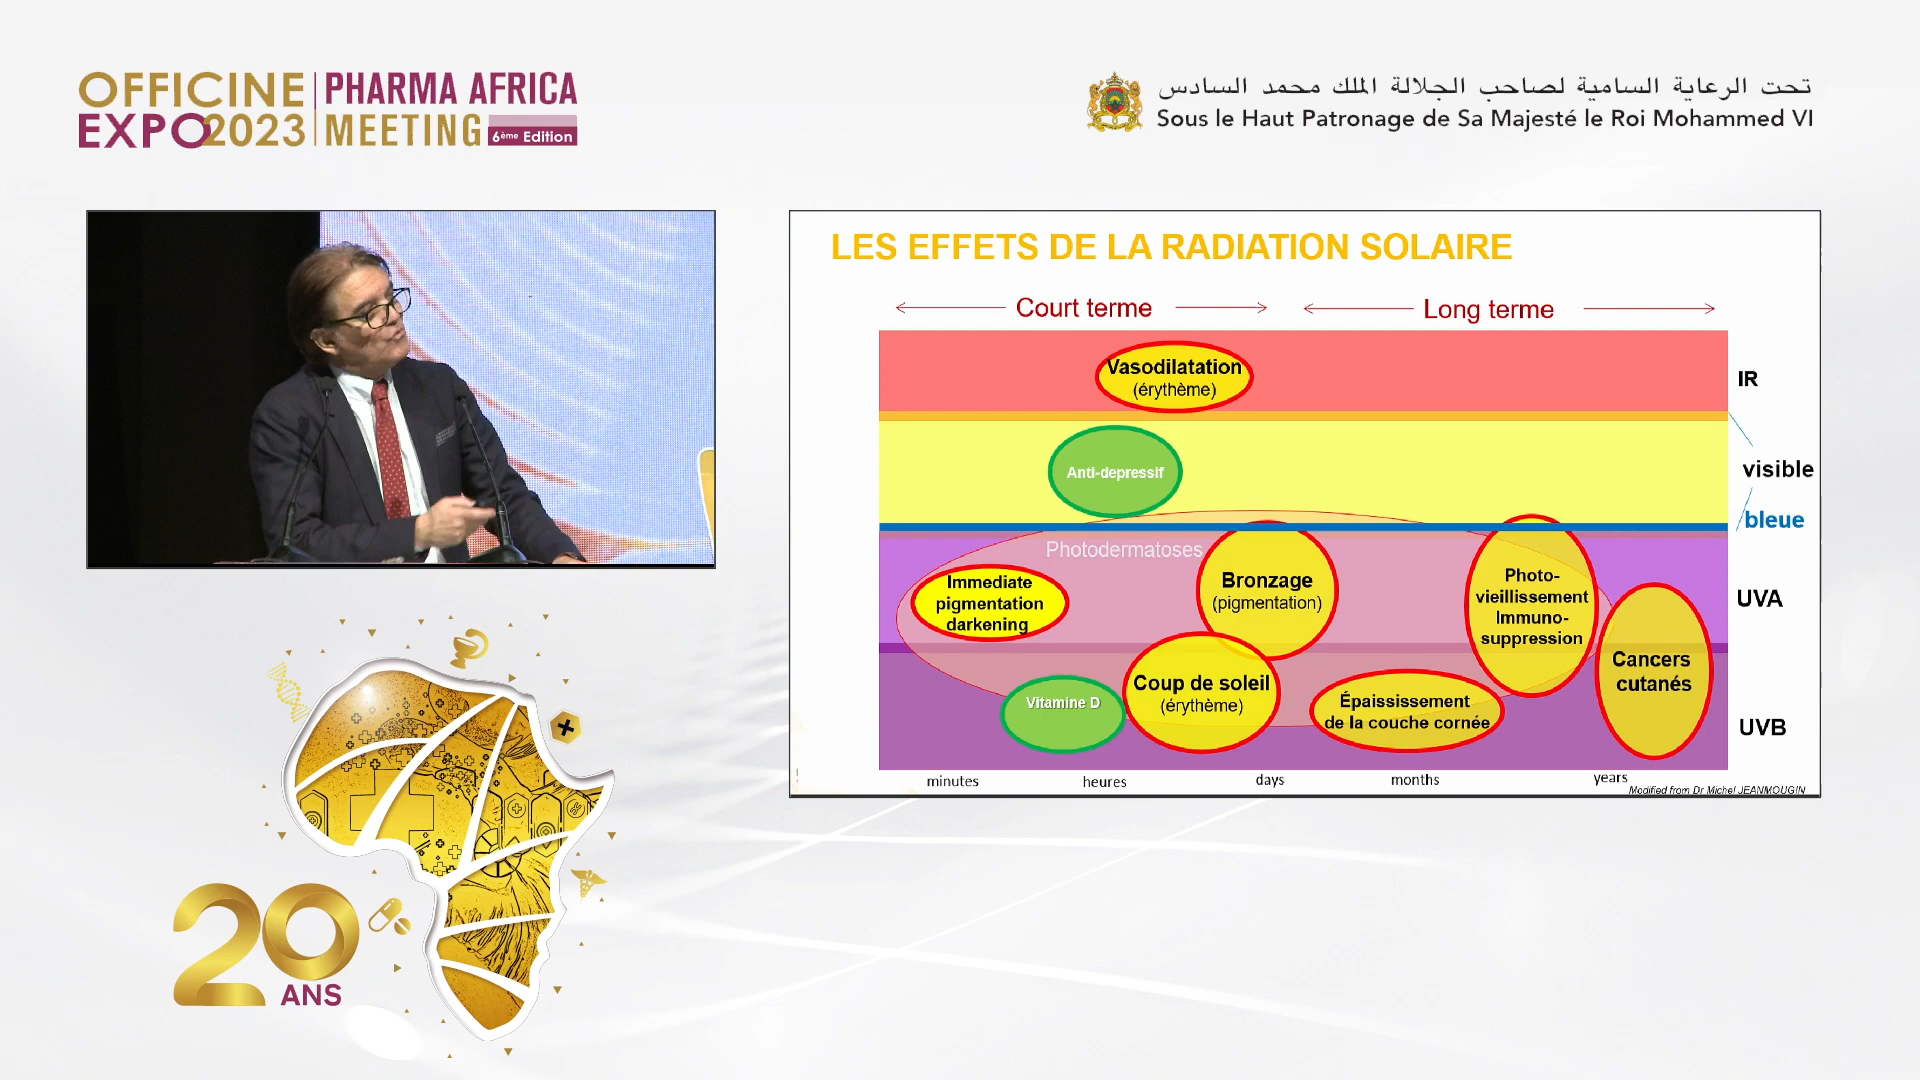 OFFICINE
EXPO2023
PHARMA AFRICA
MEETING
6ème Edition
تحت الرعاية السامية لصاحب الجلالة الملك محمد السادس
Sous le Haut Patronage de Sa Majesté le Roi Mohammed VI
LES EFFETS DE LA RADIATION SOLAIRE
Court terme
Long terme
Vasodilatation
(érythème)
IR
Anti-depressif
visible
bleue
Photodermatoses
Immediate
pigmentation
darkening
Bronzage
(pigmentation)
Photo-
vieillissement
Immuno-
suppression
UVA
Vitamine D
Coup de soleil
(érythème)
Épaississement
de la couche cornée
Cancers
cutanés
UVB
minutes
heures
days
months
years
Modified from Dr Michel JEANMOUGIN
20
ANS